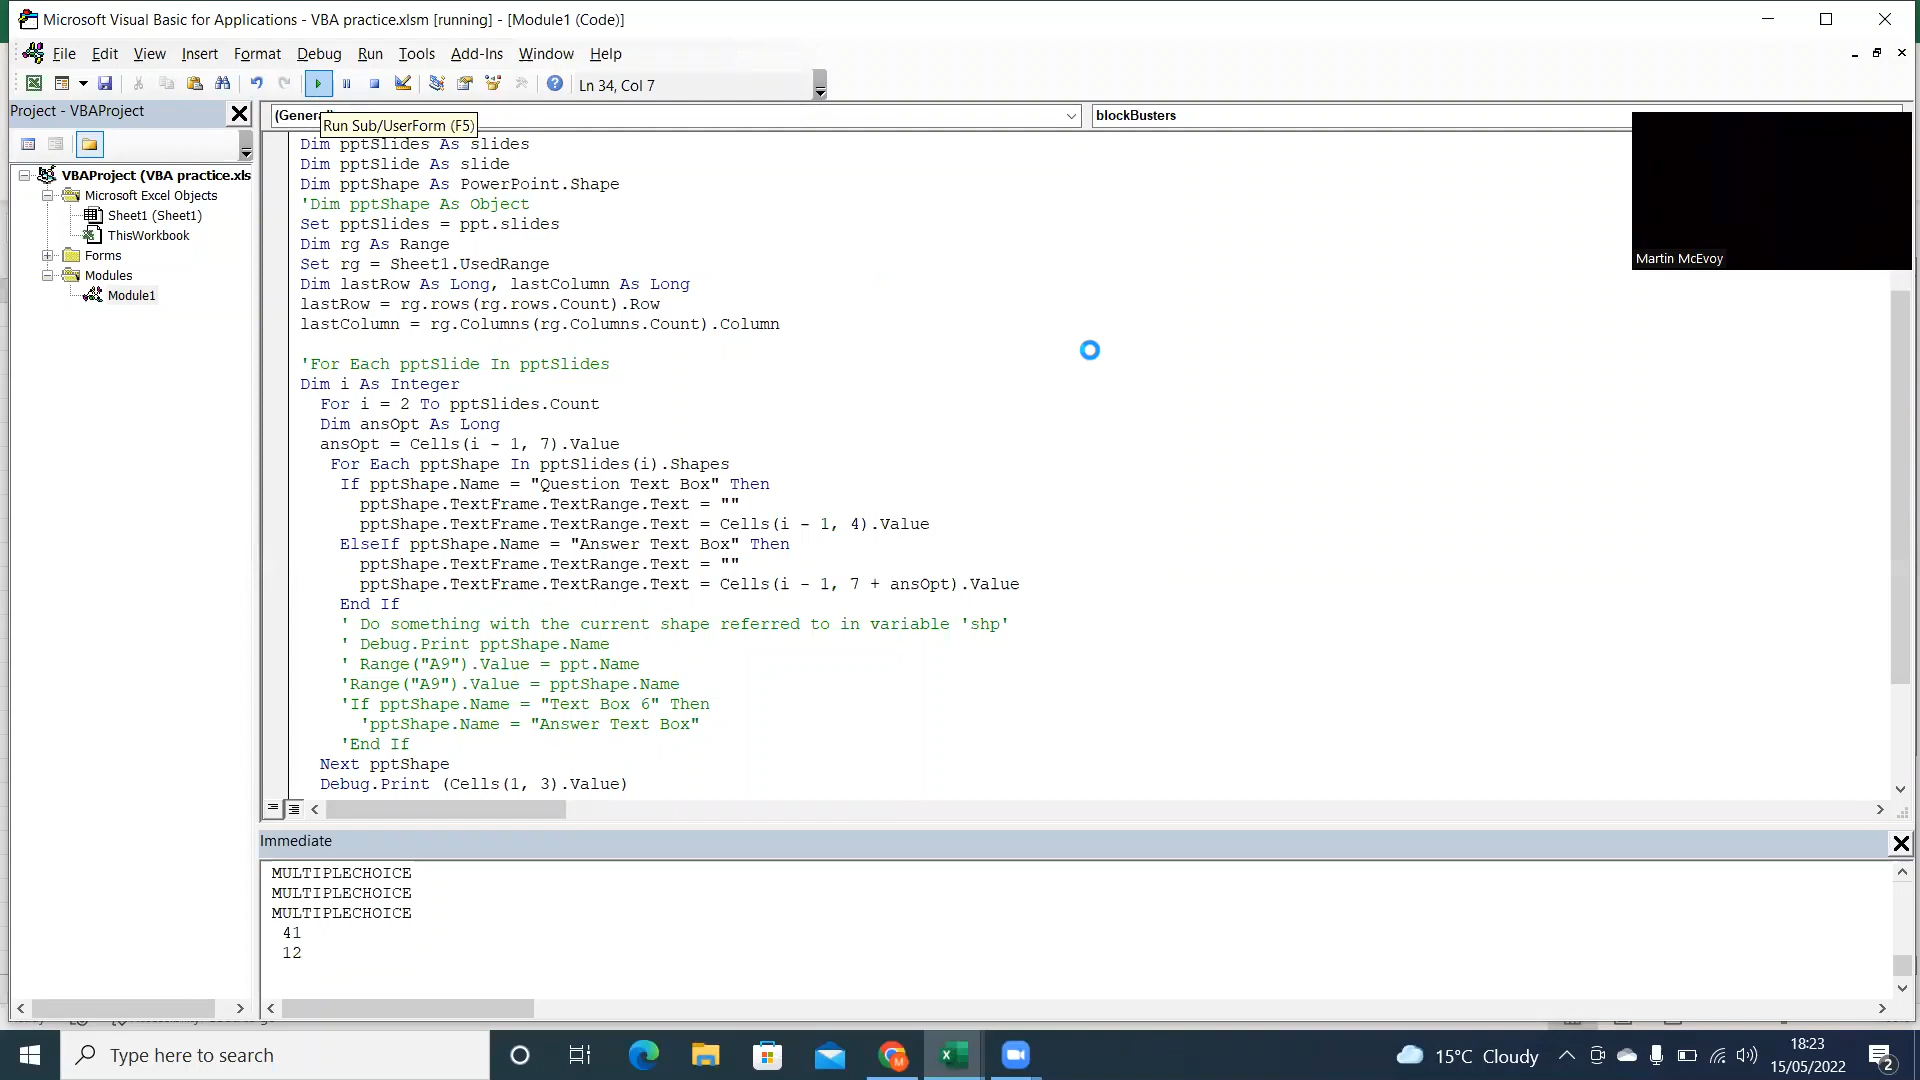 Microsoft Visual Basic for Applications - VBA practice.xlsm [running] - [Module1 (Code)]
File Edit View Insert Format Debug Run Tools Add-Ins Window Help
Ln 34, Col 7
Project - VBAProject
(General)
blockBusters
Run Sub/UserForm (F5)
VBAProject (VBA practice.xls
Microsoft Excel Objects
Sheet1 (Sheet1)
ThisWorkbook
Forms
Modules
Module1
Dim pptSlides As slides
Dim pptSlide As slide
Dim pptShape As PowerPoint.Shape
'Dim pptShape As Object
Set pptSlides = ppt.slides
Dim rg As Range
Set rg = Sheet1.UsedRange
Dim lastRow As Long, lastColumn As Long
lastRow = rg.rows(rg.rows.Count).Row
lastColumn = rg.Columns(rg.Columns.Count).Column
'For Each pptSlide In pptSlides
Dim i As Integer
For i = 2 To pptSlides.Count
Dim ansOpt As Long
ansOpt = Cells(i - 1, 7).Value
For Each pptShape In pptSlides(i).Shapes
If pptShape.Name = "Question Text Box" Then
pptShape.TextFrame.TextRange.Text = ""
pptShape.TextFrame.TextRange.Text = Cells(i - 1, 4).Value
ElseIf pptShape.Name = "Answer Text Box" Then
pptShape.TextFrame.TextRange.Text = ""
pptShape.TextFrame.TextRange.Text = Cells(i - 1, 7 + ansOpt).Value
End If
' Do something with the current shape referred to in variable 'shp'
' Debug.Print pptShape.Name
' Range("A9").Value = ppt.Name
'Range("A9").Value = pptShape.Name
'If pptShape.Name = "Text Box 6" Then
'pptShape.Name = "Answer Text Box"
'End If
Next pptShape
Debug.Print (Cells(1, 3).Value)
Martin McEvoy
Immediate
MULTIPLECHOICE
MULTIPLECHOICE
MULTIPLECHOICE
41
12
Type here to search
15°C Cloudy
18:23
15/05/2022
2